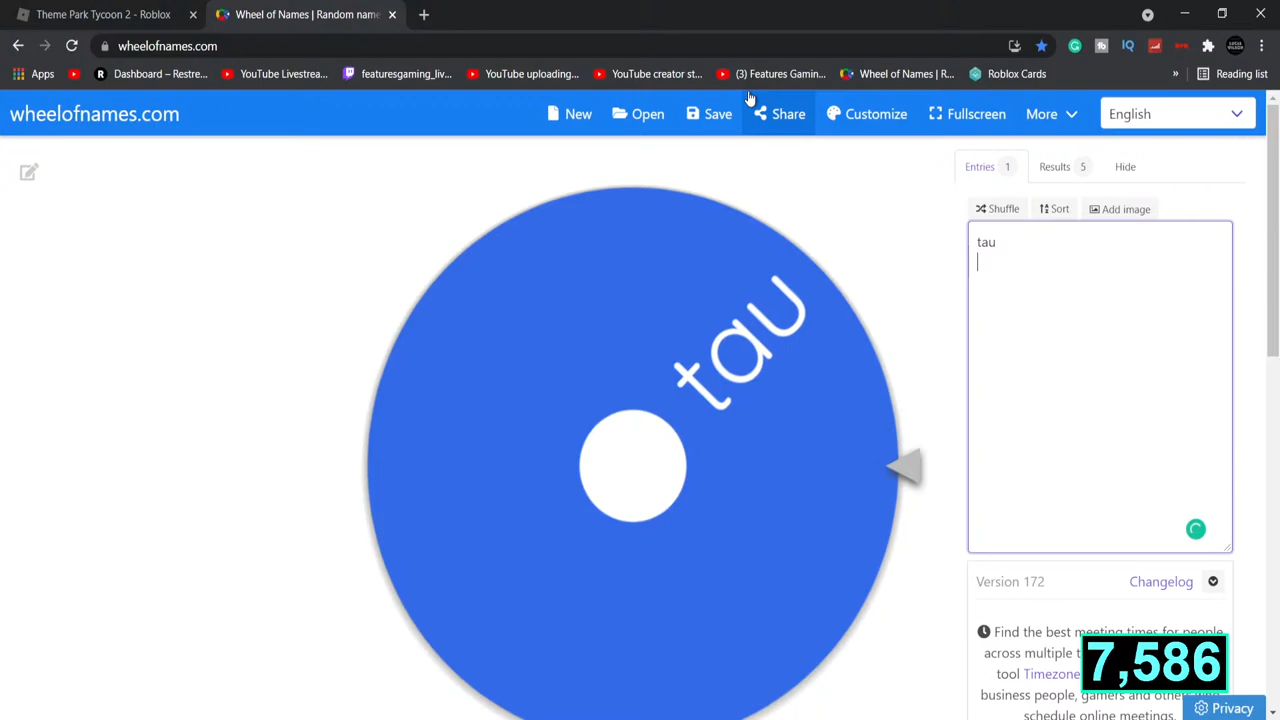 Theme Park Tycoon 2 - Roblox
Wheel of Names | Random name
wheelofnames.com
Apps
Dashboard – Restre...
YouTube Livestrea...
featuresgaming_liv...
YouTube uploading...
YouTube creator st...
(3) Features Gamin...
Wheel of Names | R...
Roblox Cards
»
Reading list
wheelofnames.com
New
Open
Save
Share
Customize
Fullscreen
More
English
Entries 1
Results 5
Hide
Shuffle
Sort
Add image
tau
tau
Version 172
Changelog
Find the best meeting times for people
across multiple
tool Timezone
business people, gamers and other
schedule online meetings.
7,586
Privacy